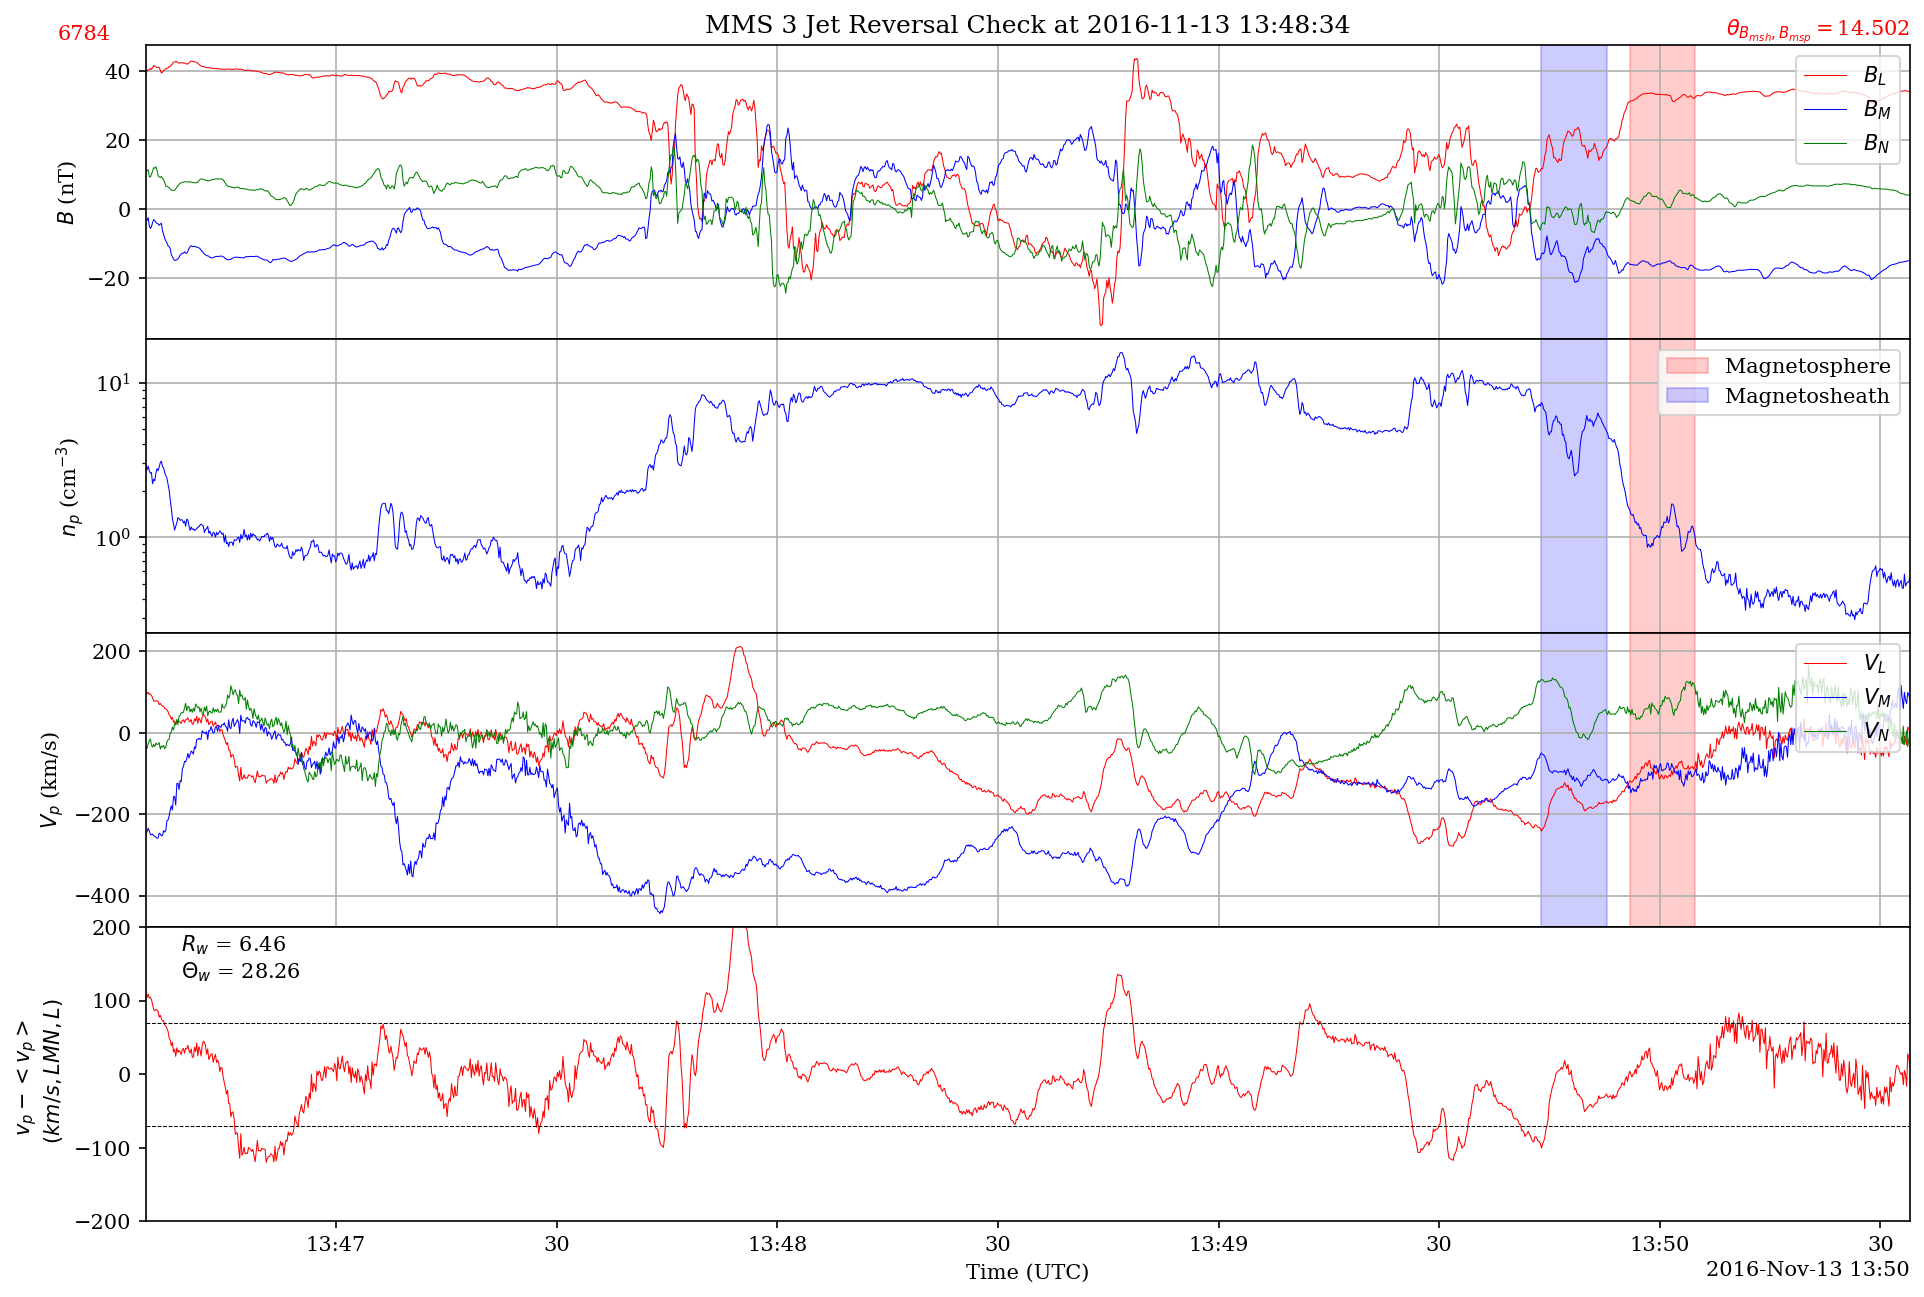 MMS 3 Jet Reversal Check at 2016-11-13 13:48:34
6784
θ_{B_{msh}, B_{msp}} = 14.502
40
20
0
−20
B (nT)
B_L
B_M
B_N
10^1
10^0
n_p (cm^{−3})
Magnetosphere
Magnetosheath
200
0
−200
−400
V_p (km/s)
V_L
V_M
V_N
200
100
0
−100
−200
v_p − < v_p >
(km/s, LMN, L)
R_w = 6.46
Θ_w = 28.26
13:47
30
13:48
30
13:49
30
13:50
30
Time (UTC)
2016-Nov-13 13:50